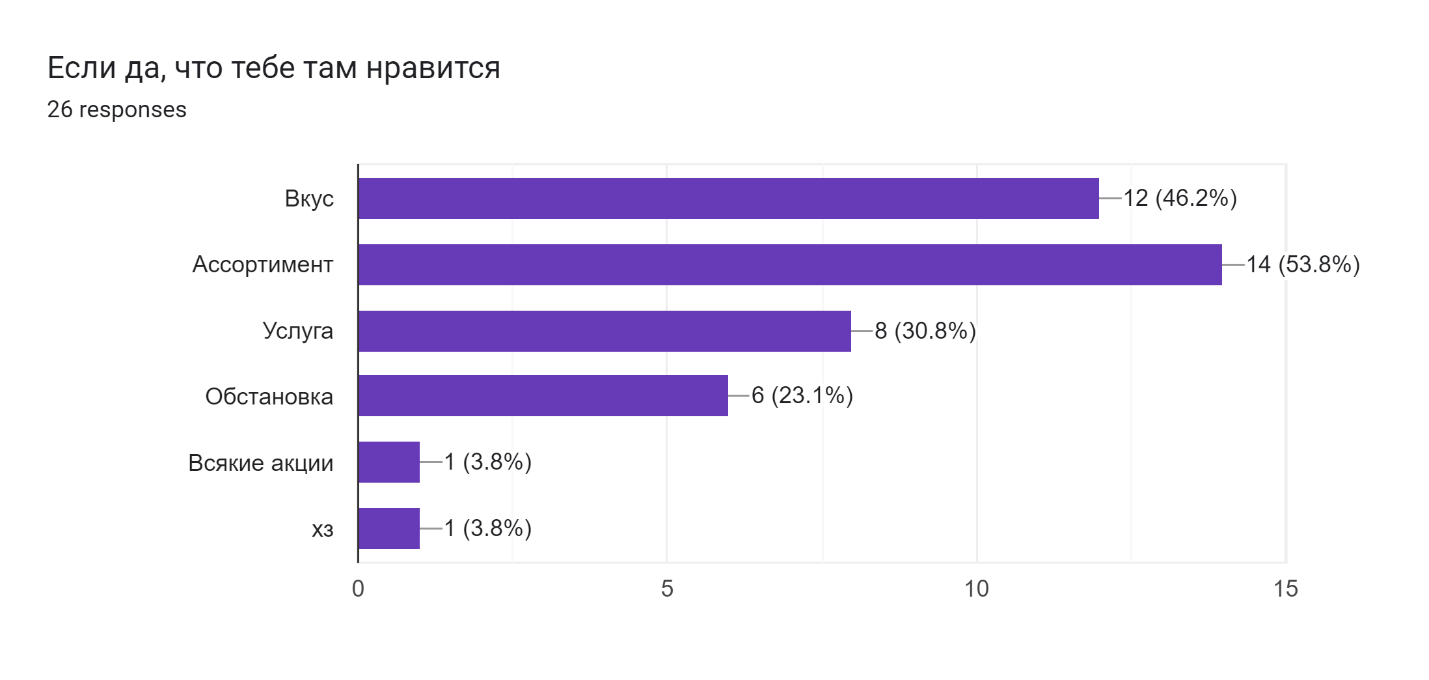 Если да, что тебе там нравится
26 responses
Вкус 12 (46.2%)
Ассортимент 14 (53.8%)
Услуга 8 (30.8%)
Обстановка 6 (23.1%)
Всякие акции 1 (3.8%)
хз 1 (3.8%)
0 5 10 15